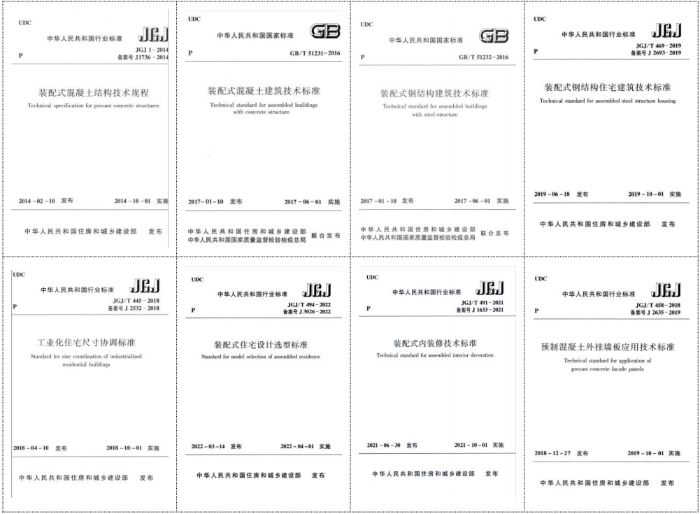 UDC
中华人民共和国行业标准 JGJ
P
JGJ 1-2014
备案号 J1736-2014
装配式混凝土结构技术规程
Technical specification for precast concrete structures
2014-02-10 发布 2014-10-01 实施
中华人民共和国住房和城乡建设部 发布
UDC
中华人民共和国国家标准 GB
P
GB/T 51231-2016
装配式混凝土建筑技术标准
Technical standard for assembled buildings
with concrete structure
2017-01-10 发布 2017-06-01 实施
中华人民共和国住房和城乡建设部
中华人民共和国国家质量监督检验检疫总局
联合发布
UDC
中华人民共和国国家标准 GB
P
GB/T 51232-2016
装配式钢结构建筑技术标准
Technical standard for assembled buildings
with steel-structure
2017-01-10 发布 2017-06-01 实施
中华人民共和国住房和城乡建设部
中华人民共和国国家质量监督检验检疫总局
联合发布
UDC
中华人民共和国行业标准 JGJ
P
JGJ/T 469-2019
备案号 J 2693-2019
装配式钢结构住宅建筑技术标准
Technical standard for assembled steel structure housing
2019-06-18 发布 2019-10-01 实施
中华人民共和国住房和城乡建设部 发布
UDC
中华人民共和国行业标准 JGJ
P
JGJ/T 445-2018
备案号 J 2532-2018
工业化住宅尺寸协调标准
Standard for size coordination of industrialized
residential buildings
2018-04-10 发布 2018-10-01 实施
中华人民共和国住房和城乡建设部 发布
UDC
中华人民共和国行业标准 JGJ
P
JGJ/T 494-2022
备案号 J 3026-2022
装配式住宅设计选型标准
Standard for model selection of assembled residence
2022-03-14 发布 2022-04-01 实施
中华人民共和国住房和城乡建设部 发布
UDC
中华人民共和国行业标准 JGJ
P
JGJ/T 491-2021
备案号 J 1633-2021
装配式内装修技术标准
Technical standard for assembled interior decoration
2021-06-30 发布 2021-10-01 实施
中华人民共和国住房和城乡建设部 发布
UDC
中华人民共和国行业标准 JGJ
P
JGJ/T 458-2018
备案号 J 2635-2019
预制混凝土外挂墙板应用技术标准
Technical standard for application of
precast concrete facade panels
2018-12-27 发布 2019-10-01 实施
中华人民共和国住房和城乡建设部 发布